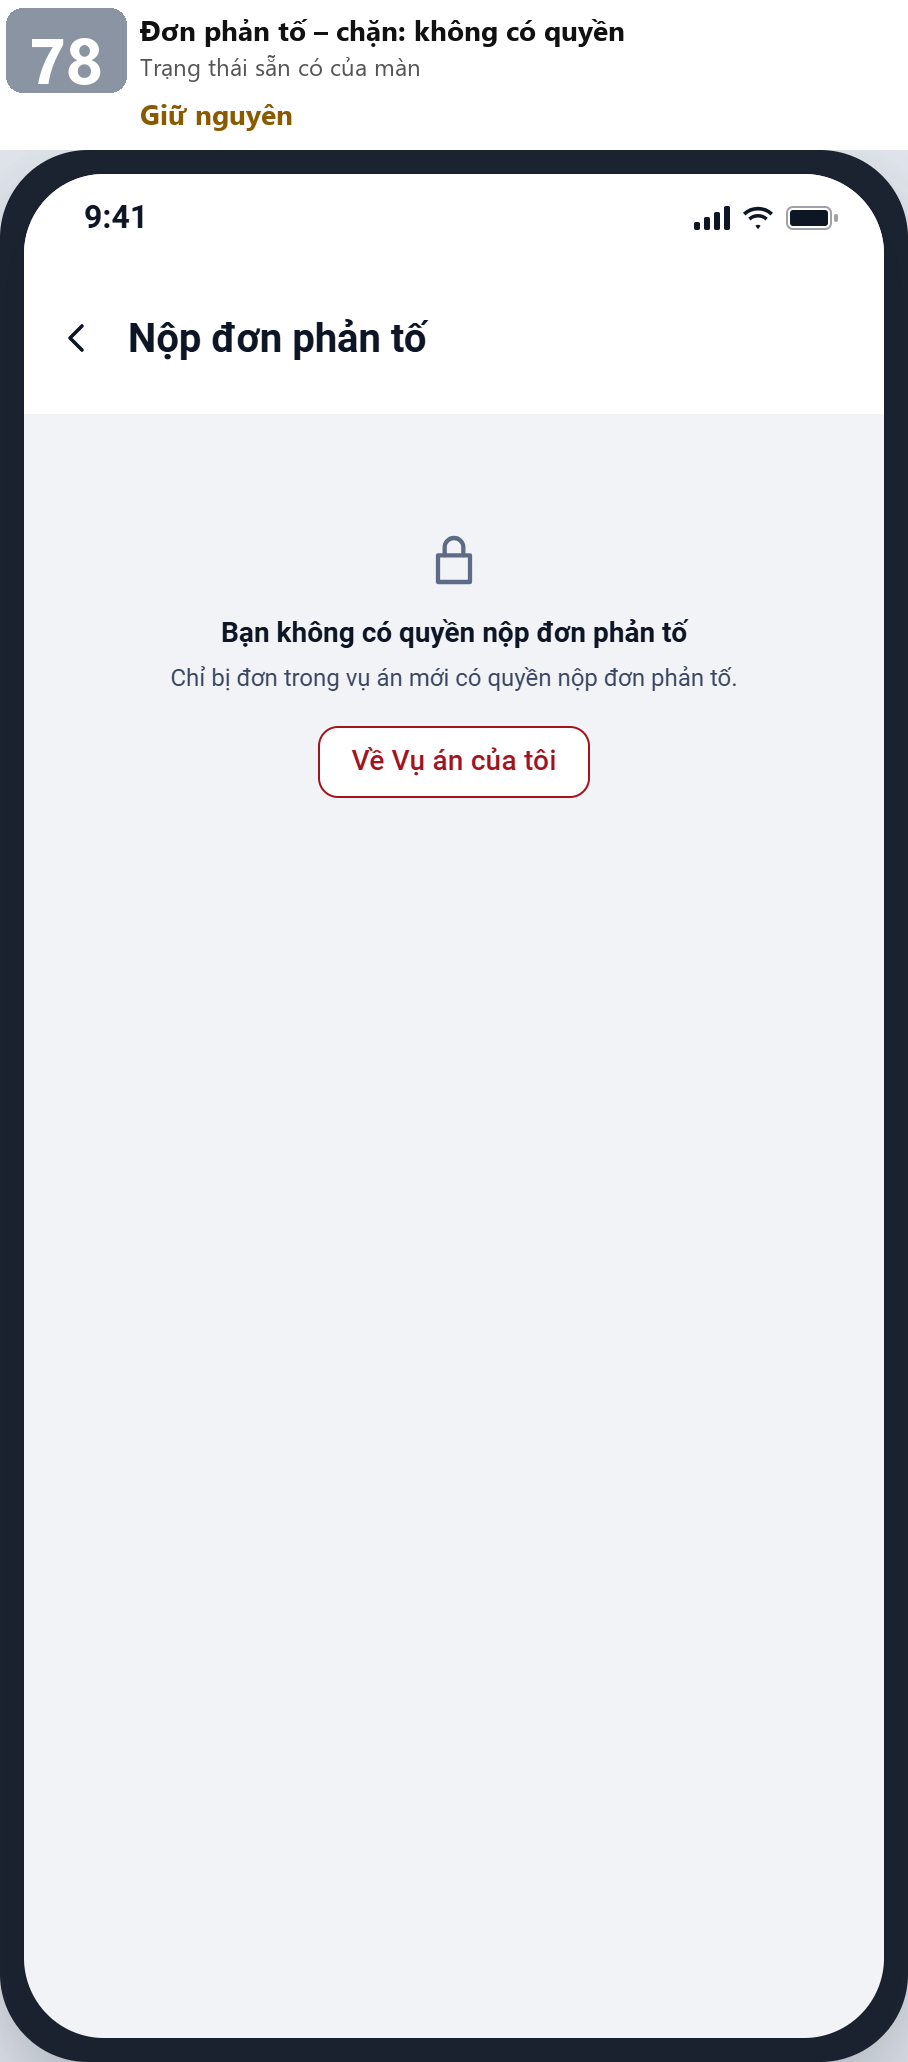 78
Đơn phản tố – chặn: không có quyền
Trạng thái sẵn có của màn
Giữ nguyên
9:41
Nộp đơn phản tố
Bạn không có quyền nộp đơn phản tố
Chỉ bị đơn trong vụ án mới có quyền nộp đơn phản tố.
Về Vụ án của tôi